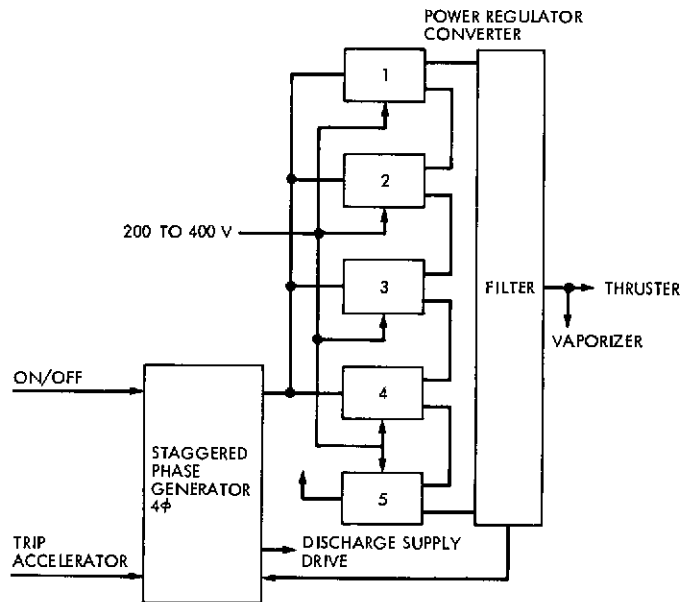 POWER REGULATOR
CONVERTER
1
2
200 TO 400 V
3
FILTER
THRUSTER
VAPORIZER
ON/OFF
4
STAGGERED
PHASE
GENERATOR
4ϕ
5
TRIP
ACCELERATOR
DISCHARGE SUPPLY
DRIVE